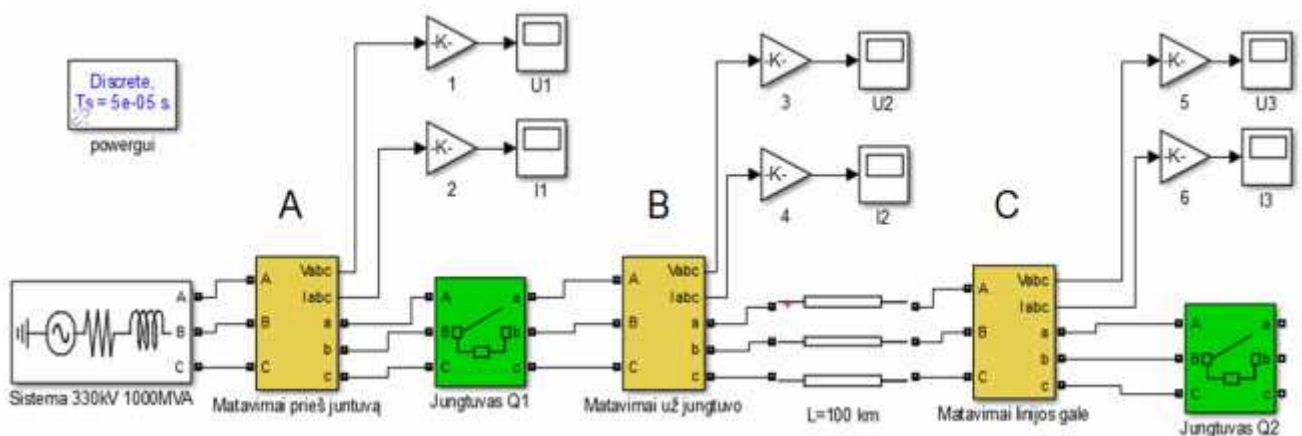 Discrete,
Ts = 5e-05 s.
powergui
-K-
1
U1
-K-
2
I1
-K-
3
U2
-K-
4
I2
-K-
5
U3
-K-
6
I3
A
B
C
A
B
C
Sistema 330kV 1000MVA
A
B
C
Vabc
Iabc
a
b
c
Matavimai prieš juntuvą
A
B
C
a
b
c
Jungtuvas Q1
A
B
C
Vabc
Iabc
a
b
c
Matavimai už jungtuvo
L=100 km
A
B
C
Vabc
Iabc
a
b
c
Matavimai linijos gale
A
B
C
a
b
c
Jungtuvas Q2